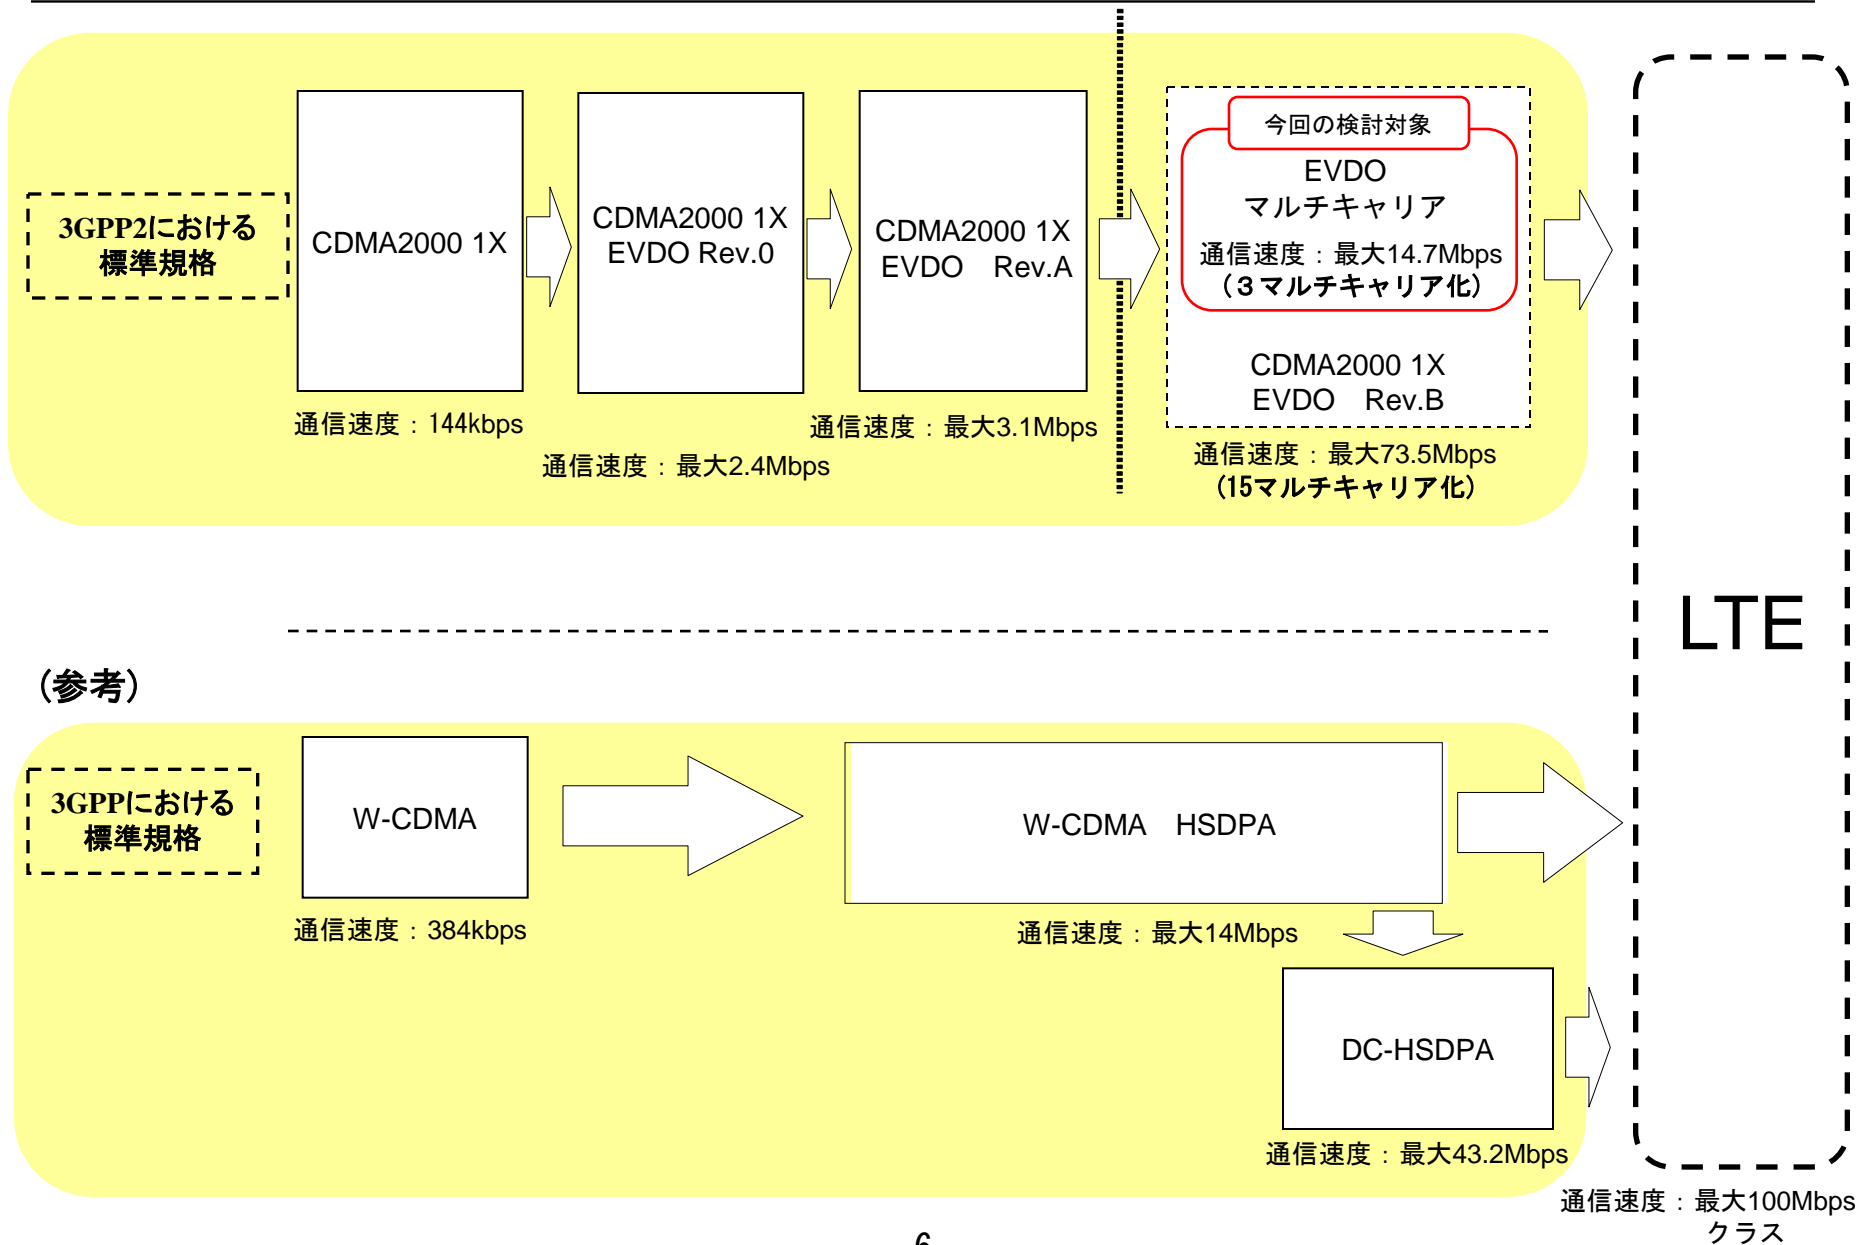 3GPP2における
標準規格
CDMA2000 1X
通信速度：144kbps
CDMA2000 1X
EVDO Rev.0
通信速度：最大2.4Mbps
CDMA2000 1X
EVDO　Rev.A
通信速度：最大3.1Mbps
今回の検討対象
EVDO
マルチキャリア
通信速度：最大14.7Mbps
（３マルチキャリア化）
CDMA2000 1X
EVDO　Rev.B
通信速度：最大73.5Mbps
（15マルチキャリア化）
LTE
（参考）
3GPPにおける
標準規格
W-CDMA
通信速度：384kbps
W-CDMA　HSDPA
通信速度：最大14Mbps
DC-HSDPA
通信速度：最大43.2Mbps
通信速度：最大100Mbps
クラス